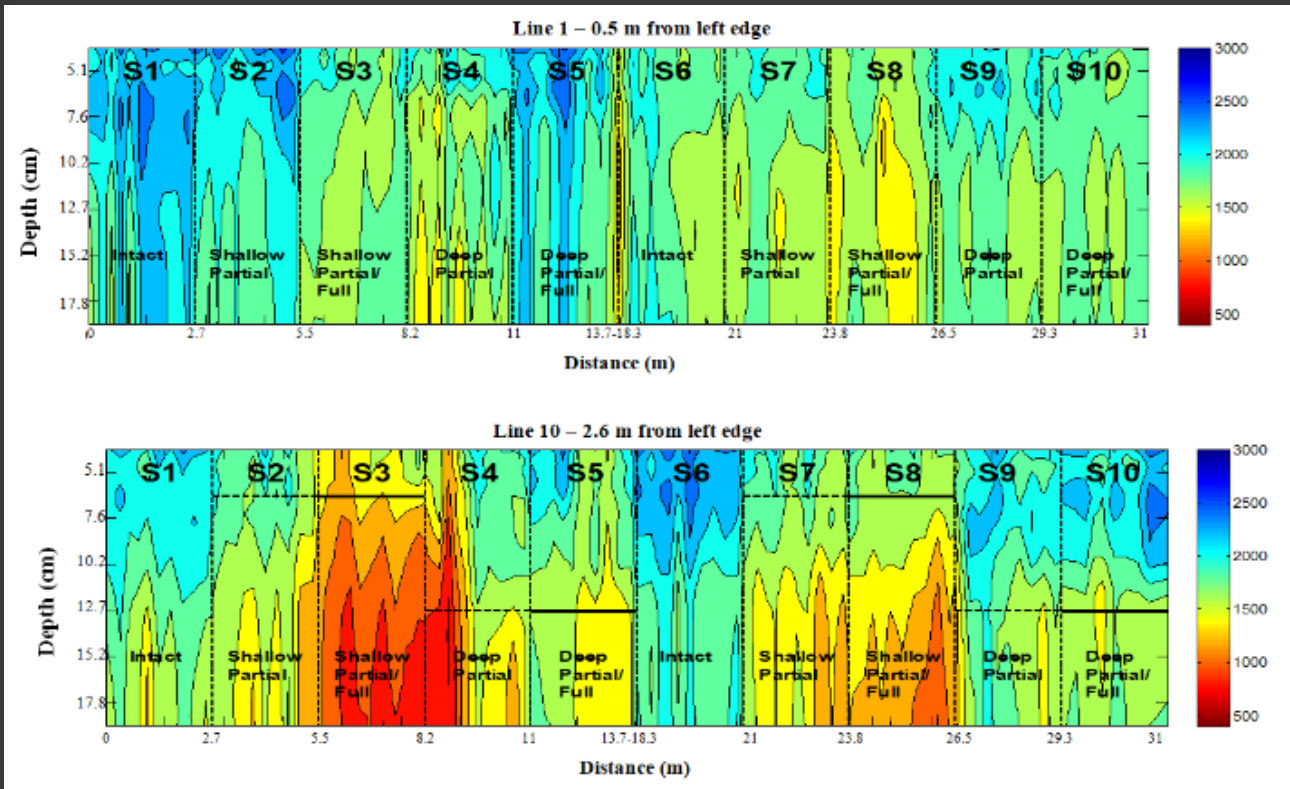 Line 1 – 0.5 m from left edge
S1 S2 S3 S4 S5 S6 S7 S8 S9 S10
5.1
7.6
10.2
12.7
15.2
17.8
Depth (cm)
Intact
Shallow
Partial
Shallow
Partial/
Full
Deep
Partial
Deep
Partial/
Full
Intact
Shallow
Partial
Shallow
Partial/
Full
Deep
Partial
Deep
Partial/
Full
0 2.7 5.5 8.2 11 13.7-18.3 21 23.8 26.5 29.3 31
Distance (m)
3000
2500
2000
1500
1000
500
Line 10 – 2.6 m from left edge
S1 S2 S3 S4 S5 S6 S7 S8 S9 S10
5.1
7.6
10.2
12.7
15.2
17.8
Depth (cm)
Intact
Shallow
Partial
Shallow
Partial/
Full
Deep
Partial
Deep
Partial/
Full
Intact
Shallow
Partial
Shallow
Partial/
Full
Deep
Partial
Deep
Partial/
Full
0 2.7 5.5 8.2 11 13.7-18.3 21 23.8 26.5 29.3 31
Distance (m)
3000
2500
2000
1500
1000
500